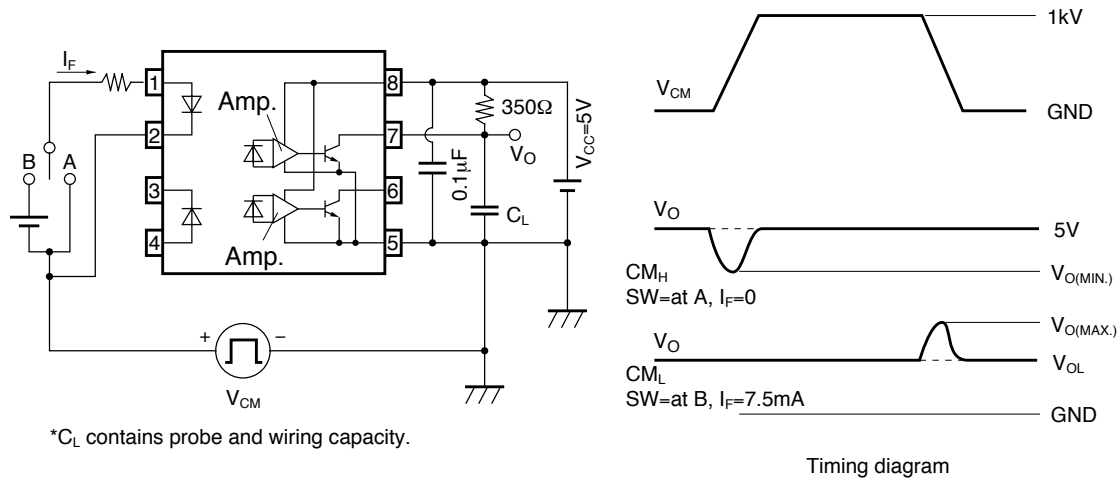 I_F
1
2
3
4
8
7
6
5
Amp.
Amp.
B
A
350Ω
V_O
V_CC=5V
0.1μF
C_L
+
−
V_CM
*C_L contains probe and wiring capacity.
V_CM
1kV
GND
V_O
5V
CM_H
SW=at A, I_F=0
V_O(MIN.)
V_O
V_O(MAX.)
V_OL
CM_L
SW=at B, I_F=7.5mA
GND
Timing diagram